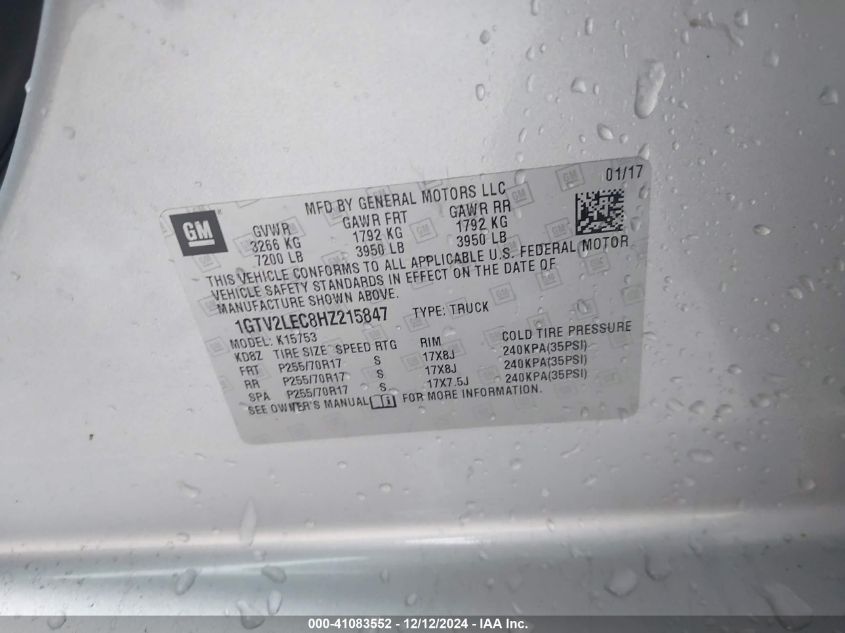 01/17
MFD BY GENERAL MOTORS LLC
GM
GVWR GAWR FRT GAWR RR
3266 KG 1792 KG 1792 KG
7200 LB 3950 LB 3950 LB
THIS VEHICLE CONFORMS TO ALL APPLICABLE U.S. FEDERAL MOTOR
VEHICLE SAFETY STANDARDS IN EFFECT ON THE DATE OF
MANUFACTURE SHOWN ABOVE.
1GTV2LEC8HZ215847 TYPE: TRUCK
MODEL: K15753
KD8Z TIRE SIZE SPEED RTG RIM COLD TIRE PRESSURE
FRT P255/70R17 S 17X8J 240KPA(35PSI)
RR P255/70R17 S 17X8J 240KPA(35PSI)
SPA P255/70R17 S 17X7.5J 240KPA(35PSI)
SEE OWNER'S MANUAL FOR MORE INFORMATION.
000-41083552 - 12/12/2024 - IAA Inc.